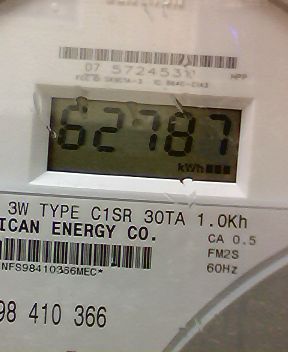 07 5724531
HPP
62787
kWh
3W TYPE C1SR 30TA 1.0Kh
ICAN ENERGY CO.
CA 0.5
FM2S
60Hz
NFS98410366MEC*
98 410 366